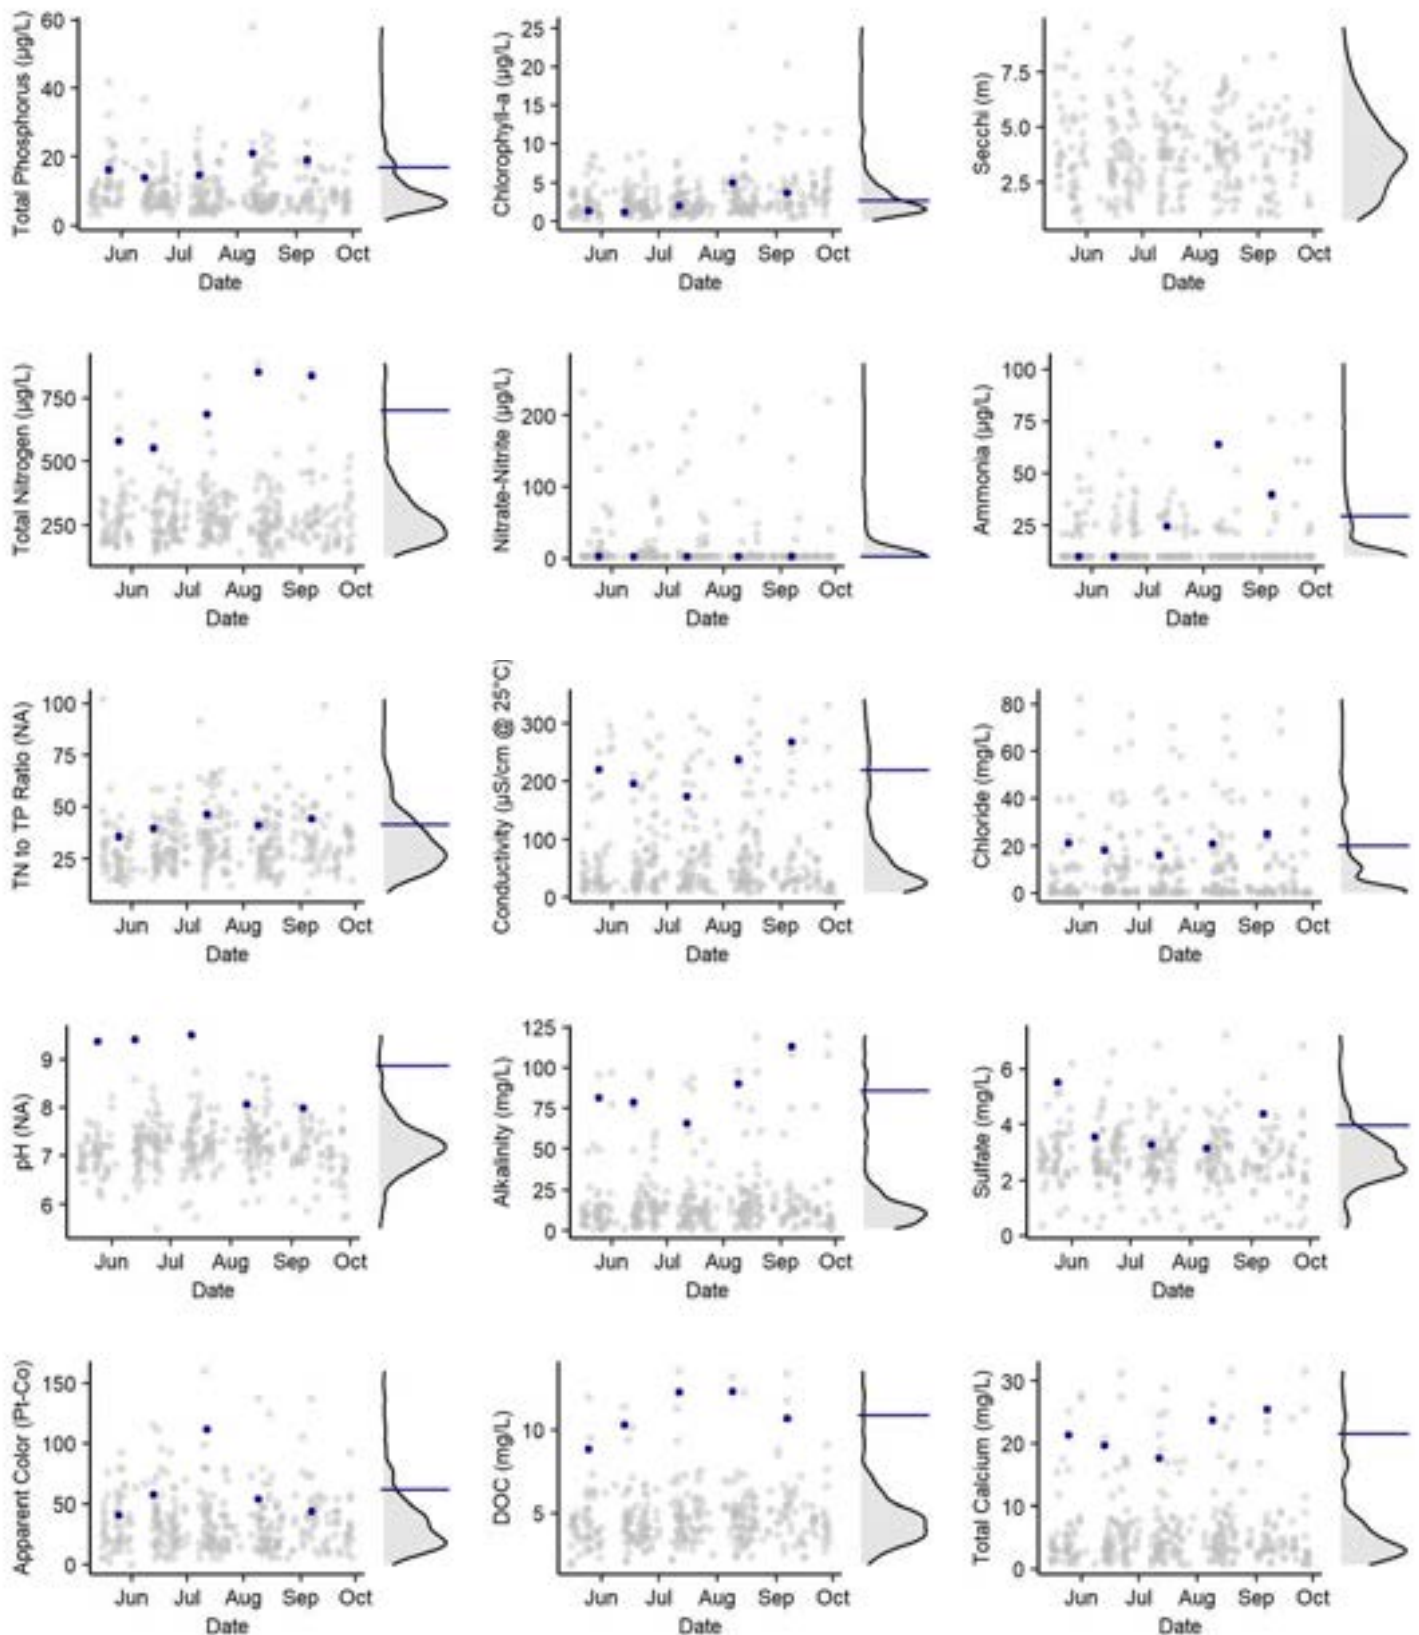 Total Phosphorus (µg/L)
60
40
20
0
Jun Jul Aug Sep Oct
Date
Chlorophyll-a (µg/L)
25
20
15
10
5
0
Jun Jul Aug Sep Oct
Date
Secchi (m)
7.5
5.0
2.5
Jun Jul Aug Sep Oct
Date
Total Nitrogen (µg/L)
750
500
250
Jun Jul Aug Sep Oct
Date
Nitrate-Nitrite (µg/L)
200
100
0
Jun Jul Aug Sep Oct
Date
Ammonia (µg/L)
100
75
50
25
Jun Jul Aug Sep Oct
Date
TN to TP Ratio (NA)
100
75
50
25
Jun Jul Aug Sep Oct
Date
Conductivity (µS/cm @ 25°C)
300
200
100
0
Jun Jul Aug Sep Oct
Date
Chloride (mg/L)
80
60
40
20
0
Jun Jul Aug Sep Oct
Date
pH (NA)
9
8
7
6
Jun Jul Aug Sep Oct
Date
Alkalinity (mg/L)
125
100
75
50
25
0
Jun Jul Aug Sep Oct
Date
Sulfate (mg/L)
6
4
2
0
Jun Jul Aug Sep Oct
Date
Apparent Color (Pt-Co)
150
100
50
0
Jun Jul Aug Sep Oct
Date
DOC (mg/L)
10
5
Jun Jul Aug Sep Oct
Date
Total Calcium (mg/L)
30
20
10
0
Jun Jul Aug Sep Oct
Date